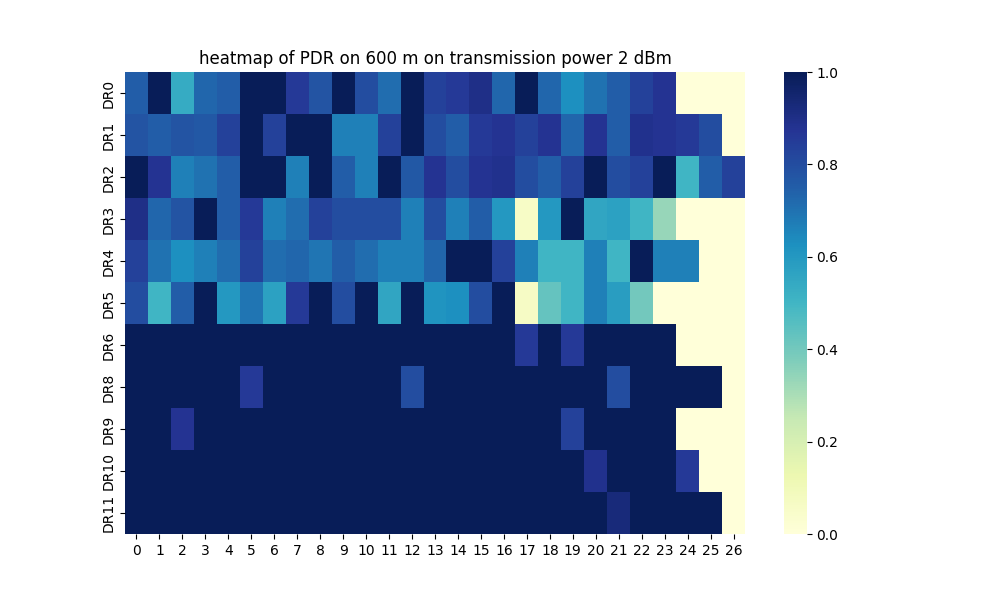 heatmap of PDR on 600 m on transmission power 2 dBm
DR0
DR1
DR2
DR3
DR4
DR5
DR6
DR8
DR9
DR10
DR11
0 1 2 3 4 5 6 7 8 9 10 11 12 13 14 15 16 17 18 19 20 21 22 23 24 25 26
1.0
0.8
0.6
0.4
0.2
0.0